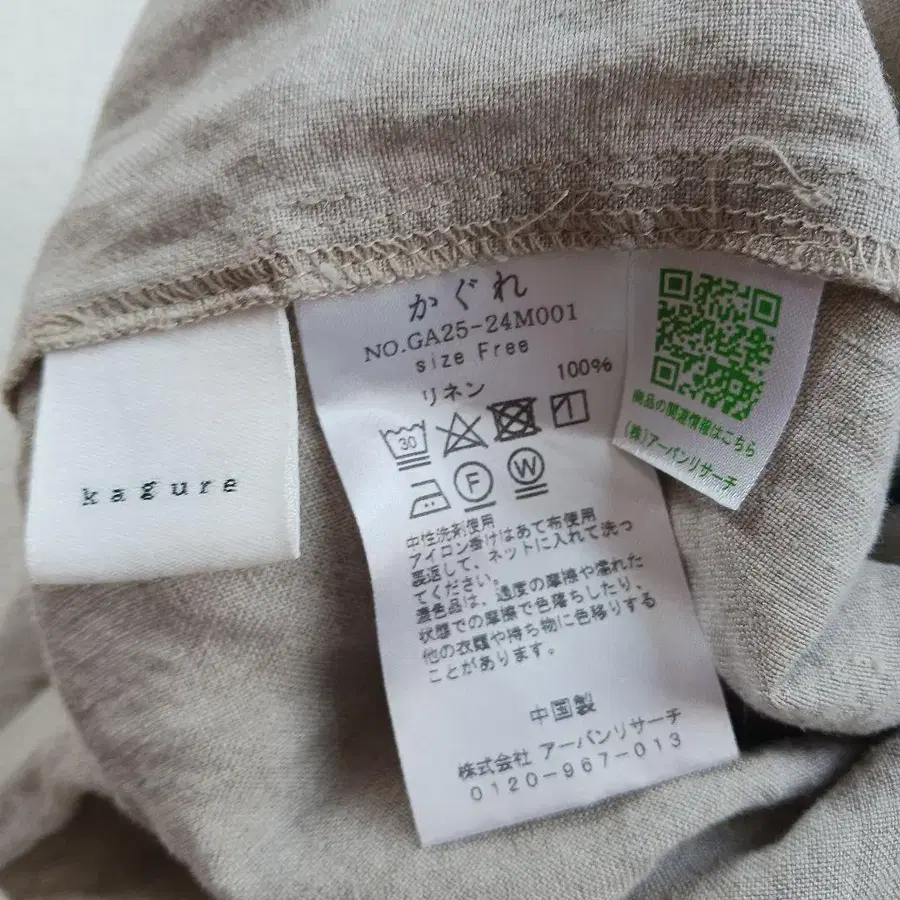 kagure
かぐれ
NO.GA25-24M001
size Free
リネン 100%
30
F
W
中性洗剤使用
アイロン掛けはあて布使用
裏返して、ネットに入れて洗っ
てください。
濃色品は、過度の摩擦や濡れた
状態での摩擦で色落ちしたり、
他の衣類や持ち物に色移りする
ことがあります。
中国製
株式会社 アーバンリサーチ
0120-967-013
商品の関連情報はこちら
(株)アーバンリサーチ